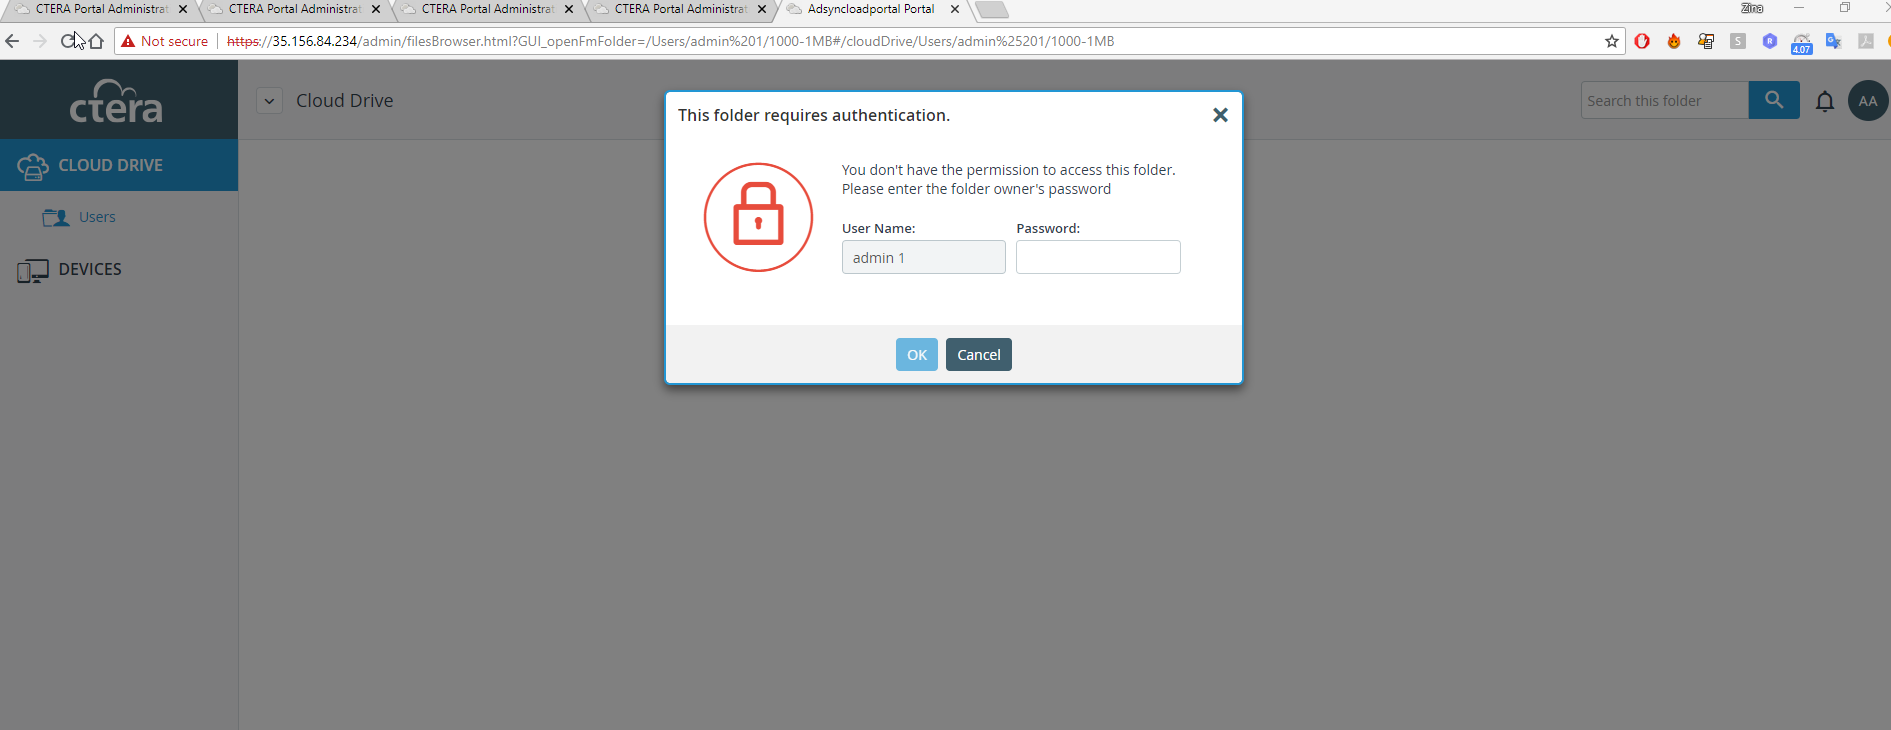 CTERA Portal Administrat
CTERA Portal Administrat
CTERA Portal Administrat
CTERA Portal Administrat
Adsyncloadportal Portal
Zina
Not secure
https://35.156.84.234/admin/filesBrowser.html?GUI_openFmFolder=/Users/admin%201/1000-1MB#/cloudDrive/Users/admin%25201/1000-1MB
S
R
4.07
G
ctera
Cloud Drive
Search this folder
AA
CLOUD DRIVE
Users
DEVICES
This folder requires authentication.
You don't have the permission to access this folder.
Please enter the folder owner's password
User Name:
Password:
admin 1
OK
Cancel